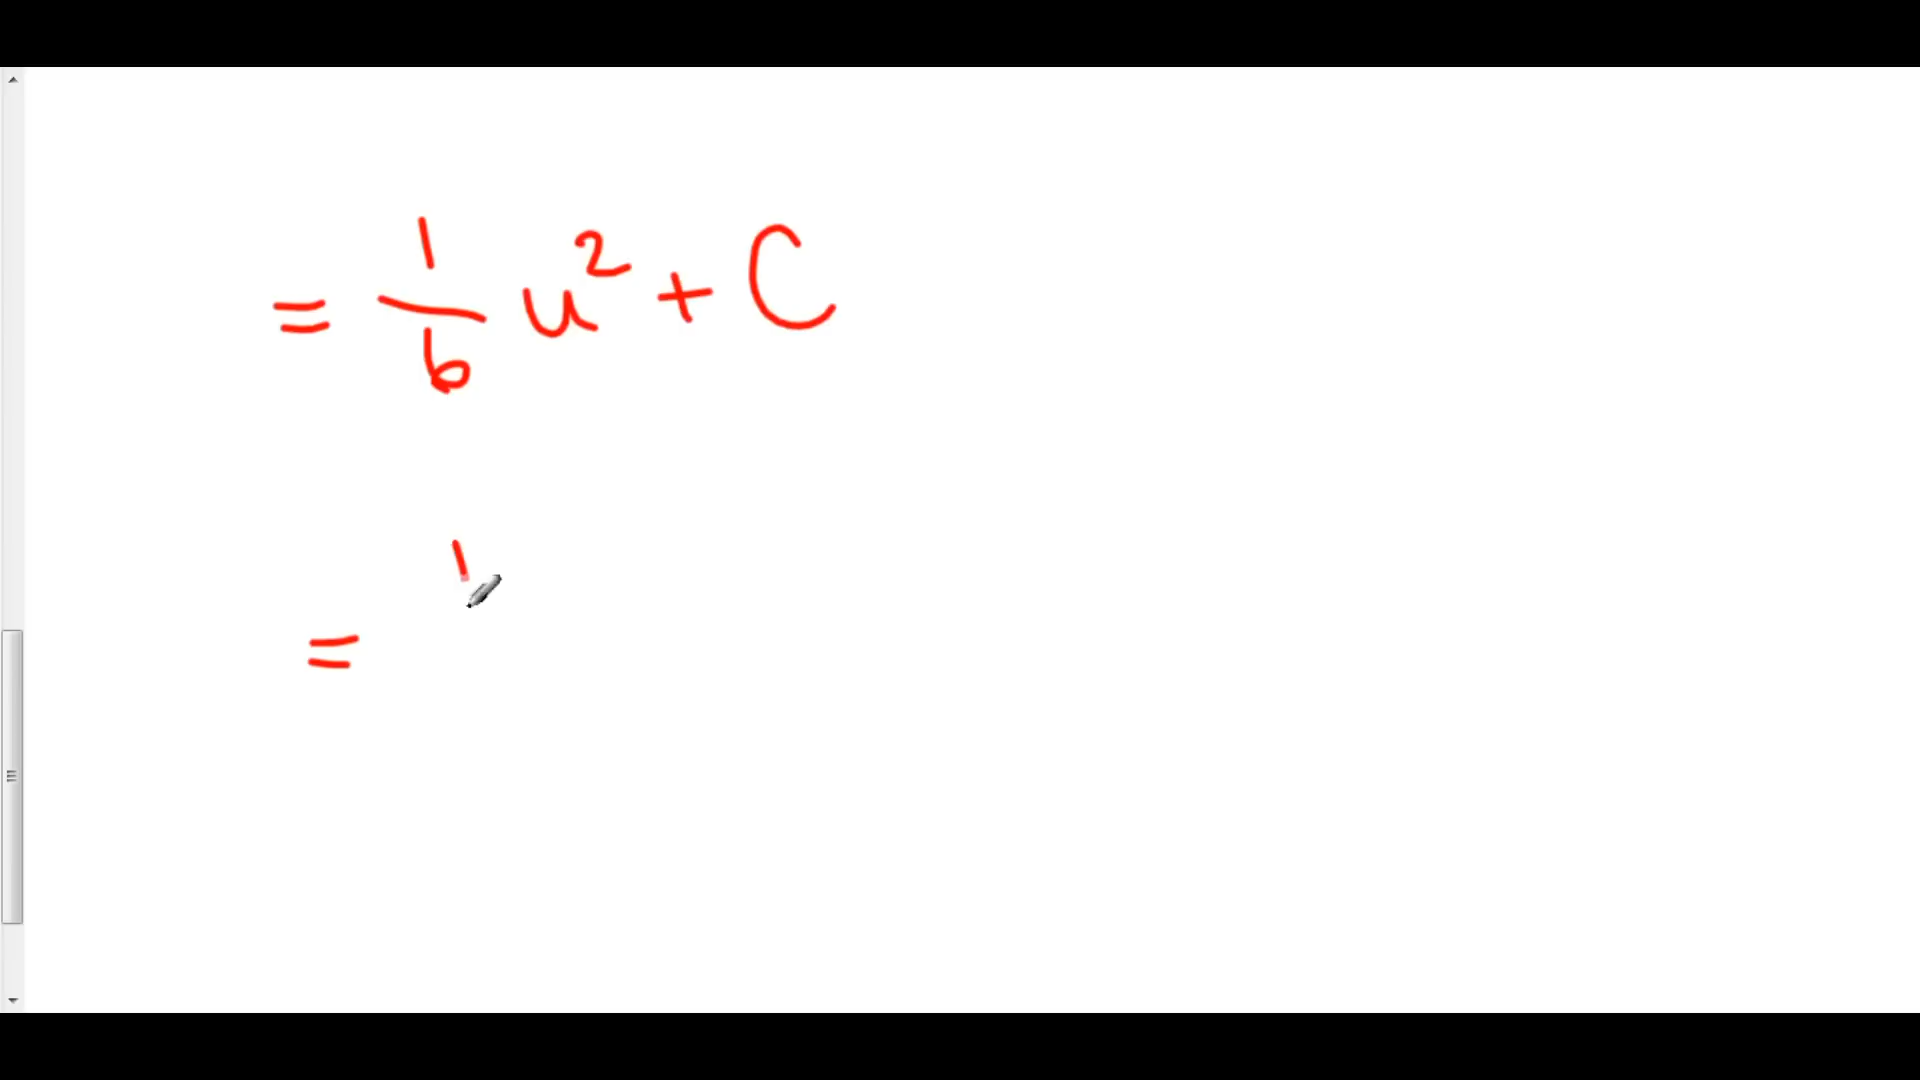 = 1/6 u² + C
= 1